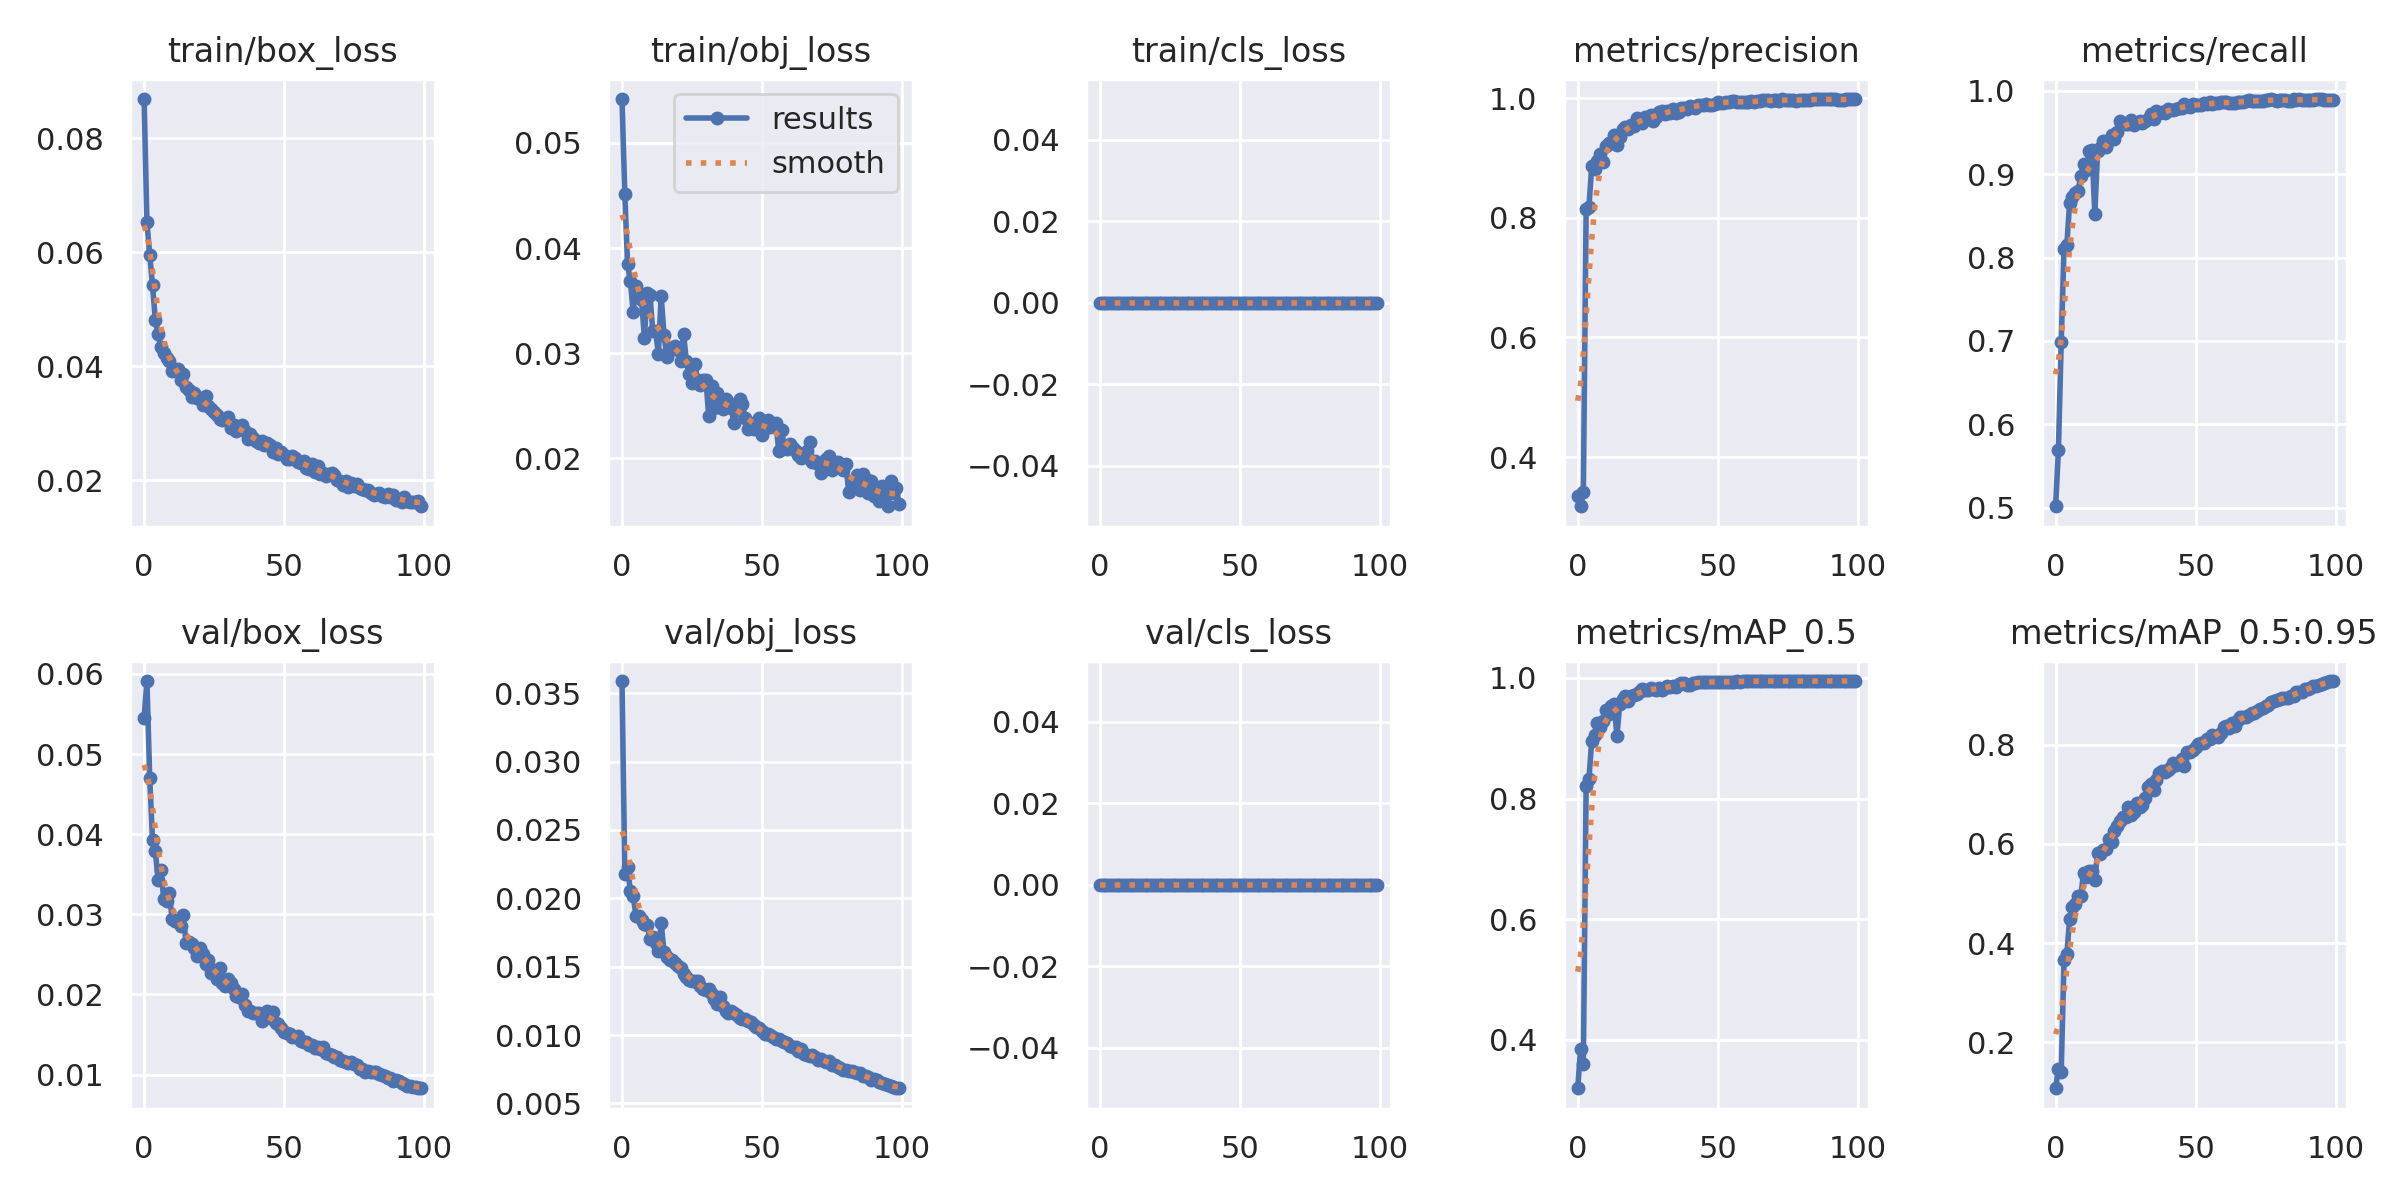 train/box_loss
0.08
0.06
0.04
0.02
0 50 100
train/obj_loss
results
smooth
0.05
0.04
0.03
0.02
0 50 100
train/cls_loss
0.04
0.02
0.00
−0.02
−0.04
0 50 100
metrics/precision
1.0
0.8
0.6
0.4
0 50 100
metrics/recall
1.0
0.9
0.8
0.7
0.6
0.5
0 50 100
val/box_loss
0.06
0.05
0.04
0.03
0.02
0.01
0 50 100
val/obj_loss
0.035
0.030
0.025
0.020
0.015
0.010
0.005
0 50 100
val/cls_loss
0.04
0.02
0.00
−0.02
−0.04
0 50 100
metrics/mAP_0.5
1.0
0.8
0.6
0.4
0 50 100
metrics/mAP_0.5:0.95
0.8
0.6
0.4
0.2
0 50 100